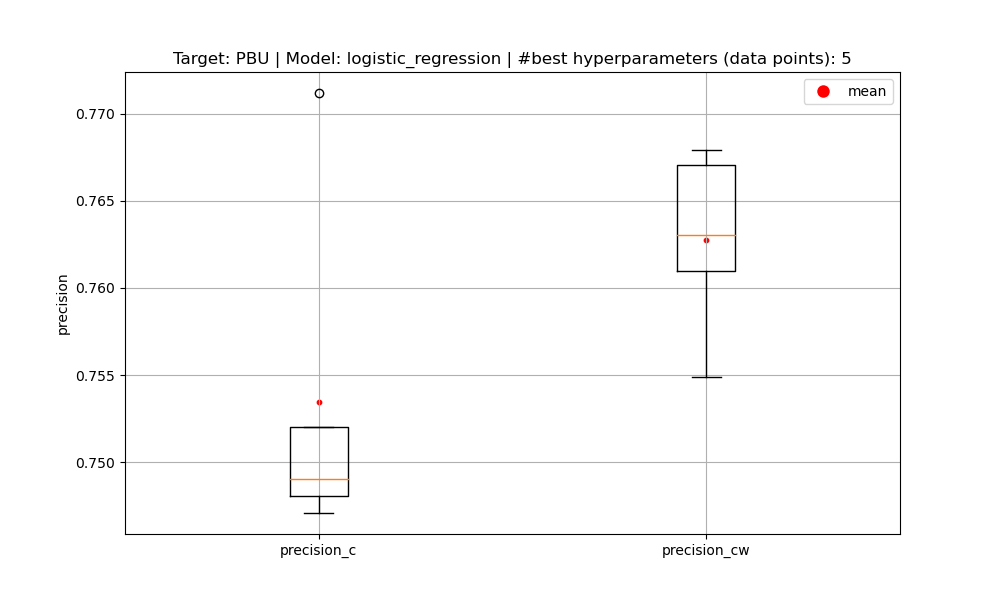 Target: PBU | Model: logistic_regression | #best hyperparameters (data points): 5
mean
0.770
0.765
0.760
0.755
0.750
precision
precision_c
precision_cw